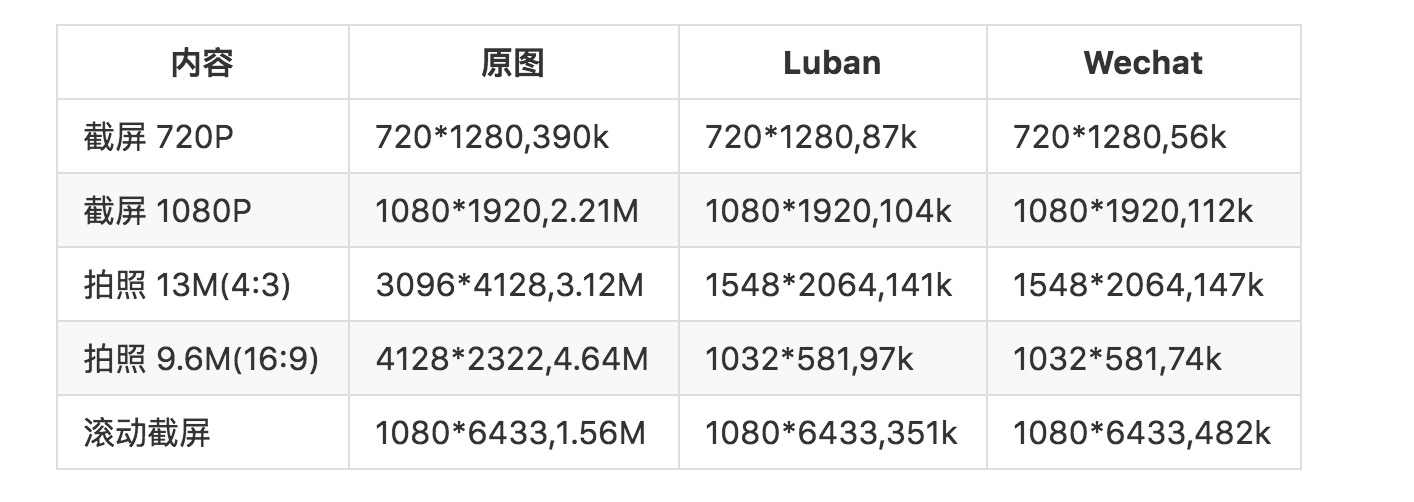 内容 原图 Luban Wechat
截屏 720P 720*1280,390k 720*1280,87k 720*1280,56k
截屏 1080P 1080*1920,2.21M 1080*1920,104k 1080*1920,112k
拍照 13M(4:3) 3096*4128,3.12M 1548*2064,141k 1548*2064,147k
拍照 9.6M(16:9) 4128*2322,4.64M 1032*581,97k 1032*581,74k
滚动截屏 1080*6433,1.56M 1080*6433,351k 1080*6433,482k